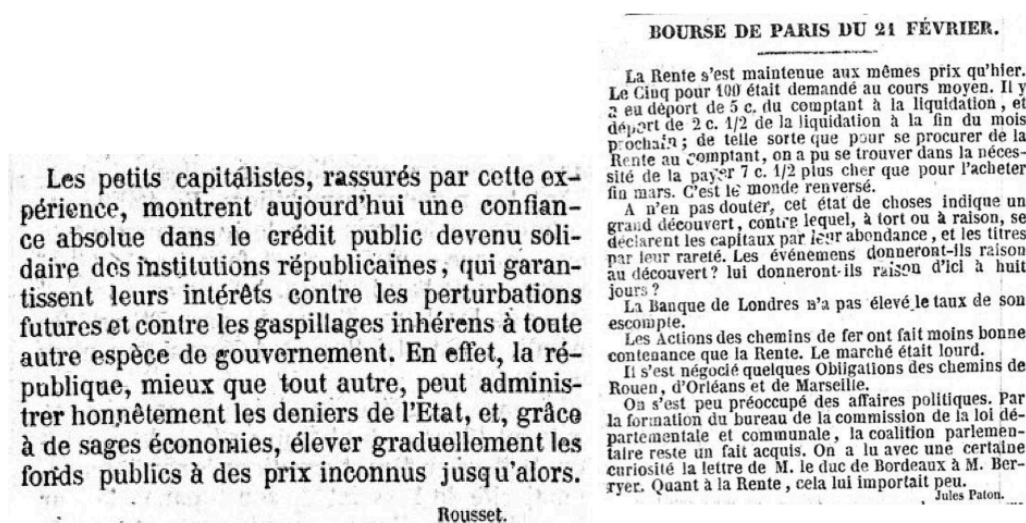 Les petits capitalistes, rassurés par cette ex-
périence, montrent aujourd'hui une confian-
ce absolue dans le crédit public devenu soli-
daire des institutions républicaines, qui garan-
tissent leurs intérêts contre les perturbations
futures et contre les gaspillages inhérens à toute
autre espèce de gouvernement. En effet, la ré-
publique, mieux que tout autre, peut adminis-
trer honnêtement les deniers de l'Etat, et, grâce
à de sages économies, élever graduellement les
fonds publics à des prix inconnus jusqu'alors.
Rousset.
BOURSE DE PARIS DU 21 FÉVRIER.
La Rente s'est maintenue aux mêmes prix qu'hier.
Le Cinq pour 100 était demandé au cours moyen. Il y
a eu déport de 5 c. du comptant à la liquidation, et
déport de 2 c. 1/2 de la liquidation à la fin du mois
prochain; de telle sorte que pour se procurer de la
Rente au comptant, on a pu se trouver dans la néces-
sité de la payer 7 c. 1/2 plus cher que pour l'acheter
fin mars. C'est le monde renversé.
A n'en pas douter, cet état de choses indique un
grand découvert, contre lequel, à tort ou à raison, se
déclarent les capitaux par leur abondance, et les titres
par leur rareté. Les événemens donneront-ils raison
au découvert? lui donneront-ils raison d'ici à huit
jours?
La Banque de Londres n'a pas élevé le taux de son
escompte.
Les Actions des chemins de fer ont fait moins bonne
contenance que la Rente. Le marché était lourd.
Il s'est négocié quelques Obligations des chemins de
Rouen, d'Orléans et de Marseille.
On s'est peu préoccupé des affaires politiques. Par
la formation du bureau de la commission de la loi dé-
partementale et communale, la coalition parlemen-
taire reste un fait acquis. On a lu avec une certaine
curiosité la lettre de M. le duc de Bordeaux à M. Ber-
ryer. Quant à la Rente, cela lui importait peu.
Jules Paton.